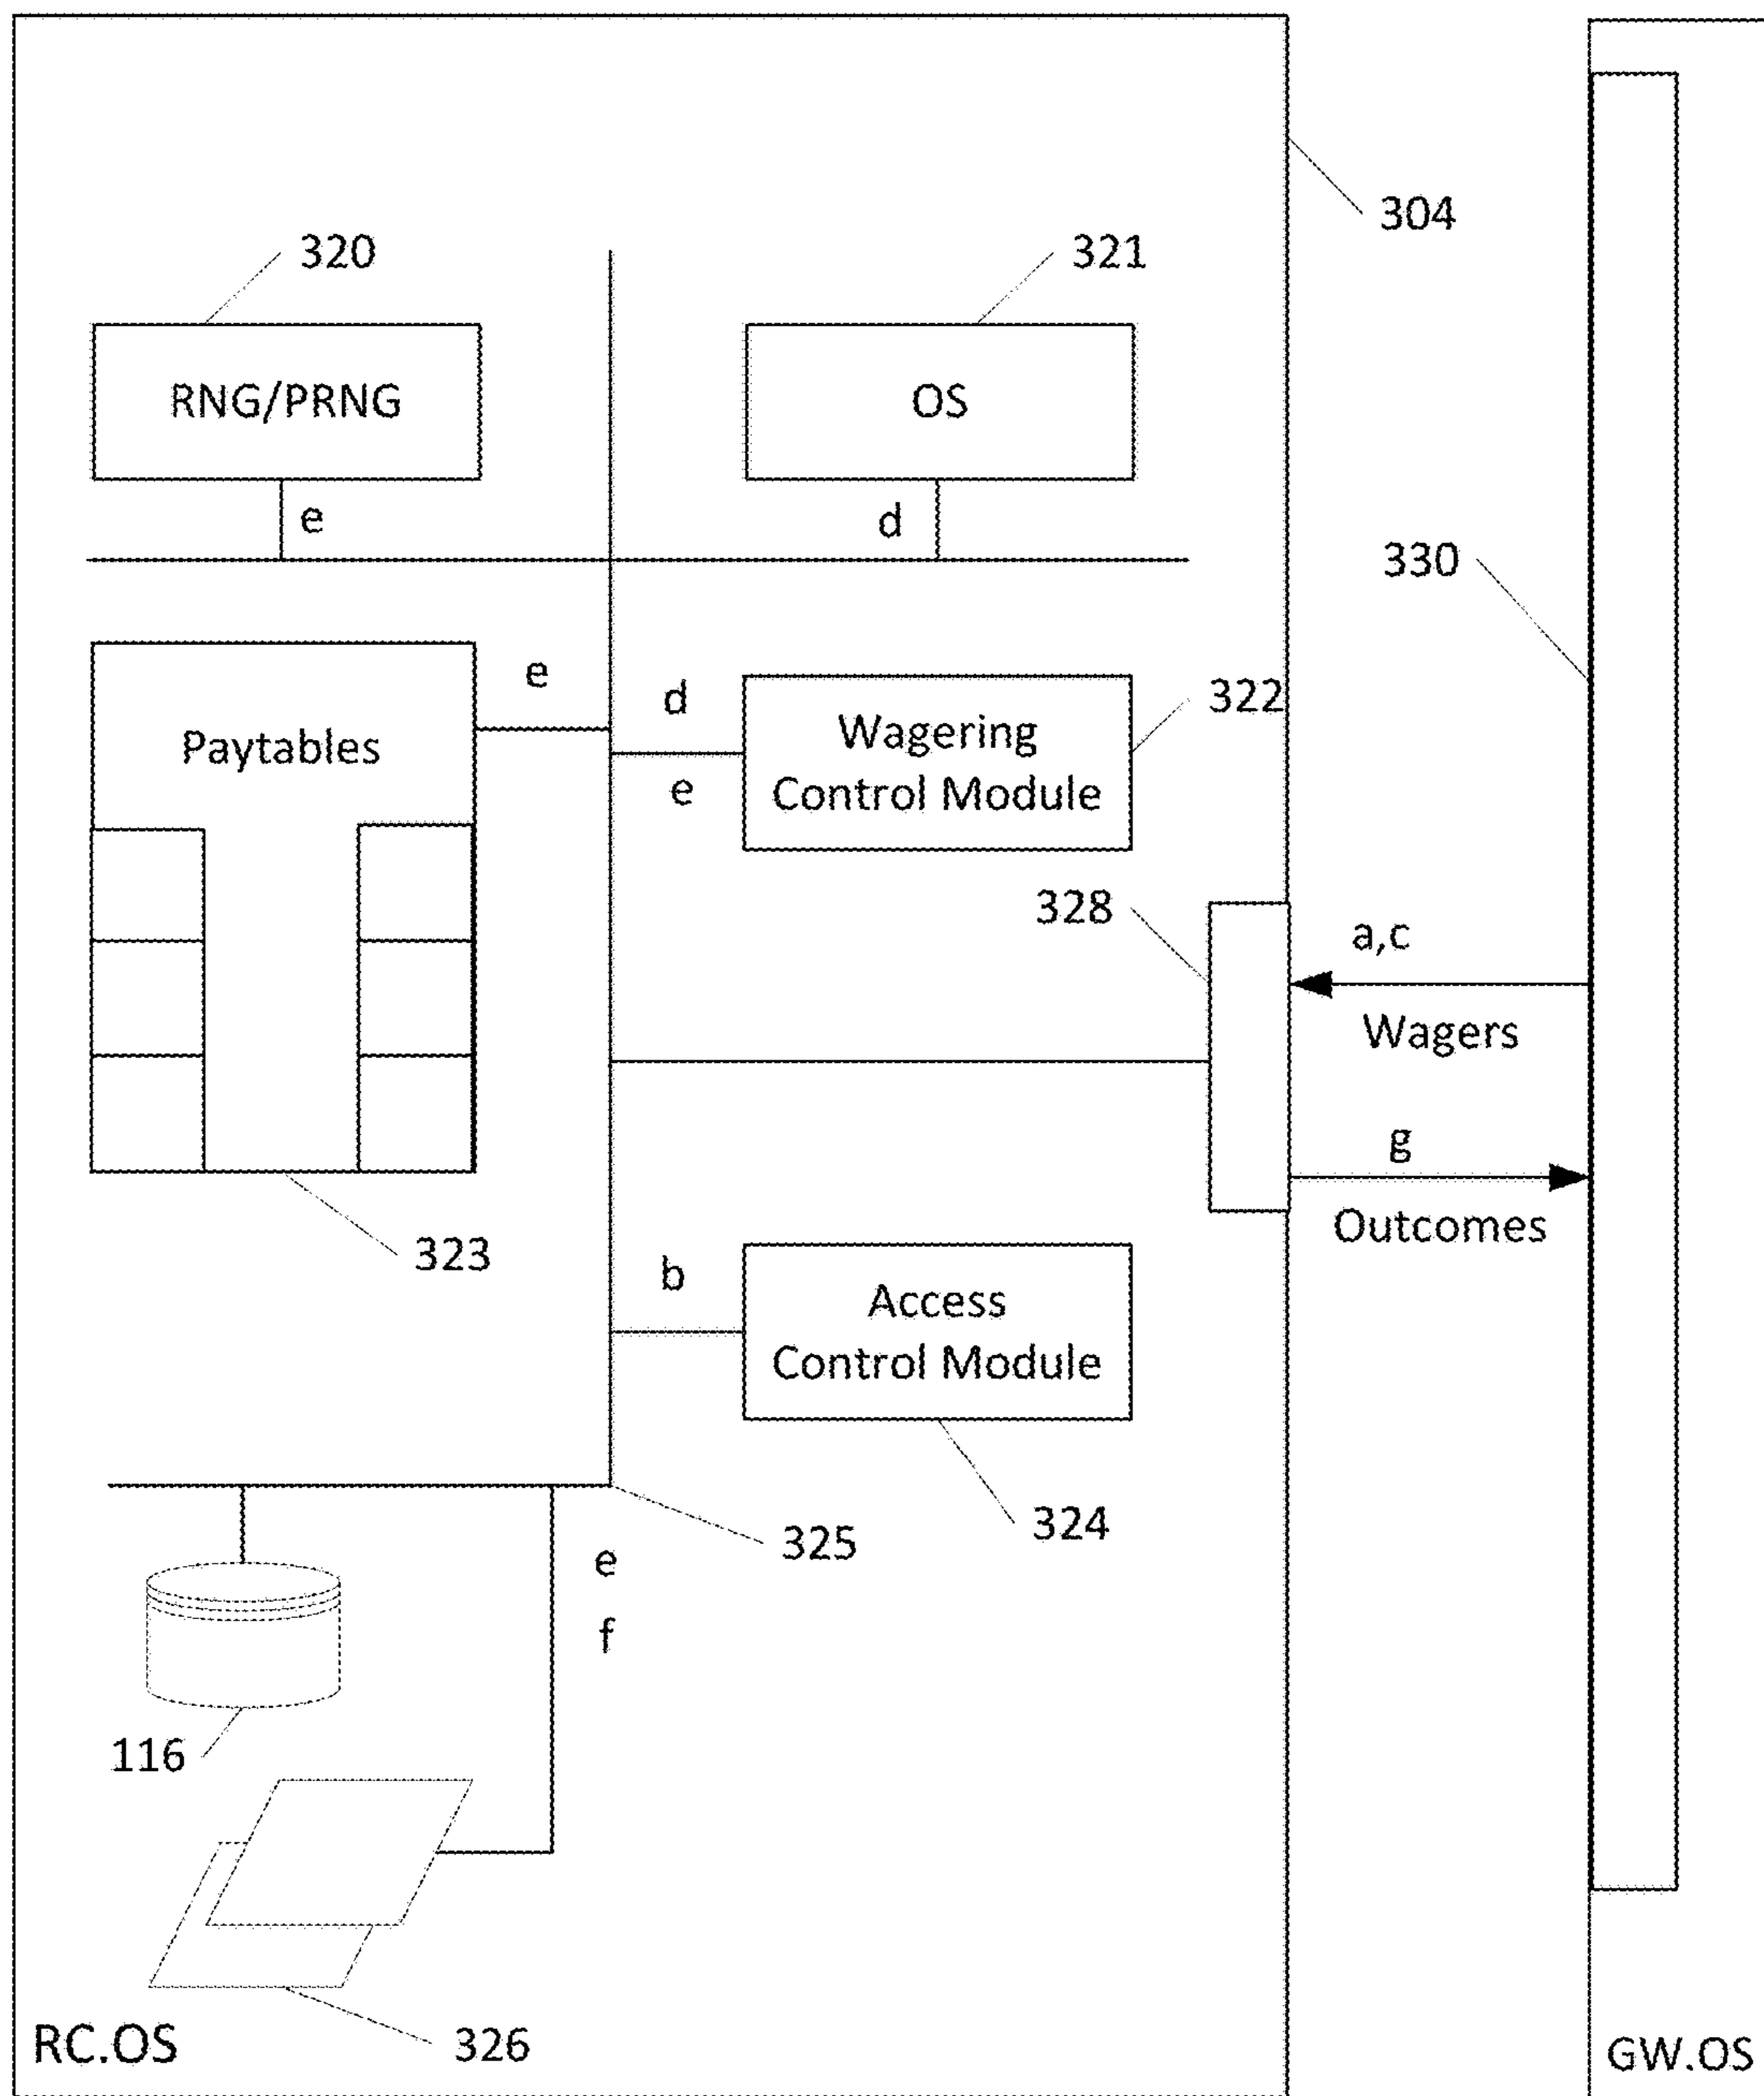 304
320
321
RNG/PRNG
OS
e
d
330
e
d
322
Paytables
Wagering
Control Module
e
328
a,c
Wagers
g
Outcomes
323
b
Access
Control Module
324
325
e
f
116
326
RC.OS
GW.OS